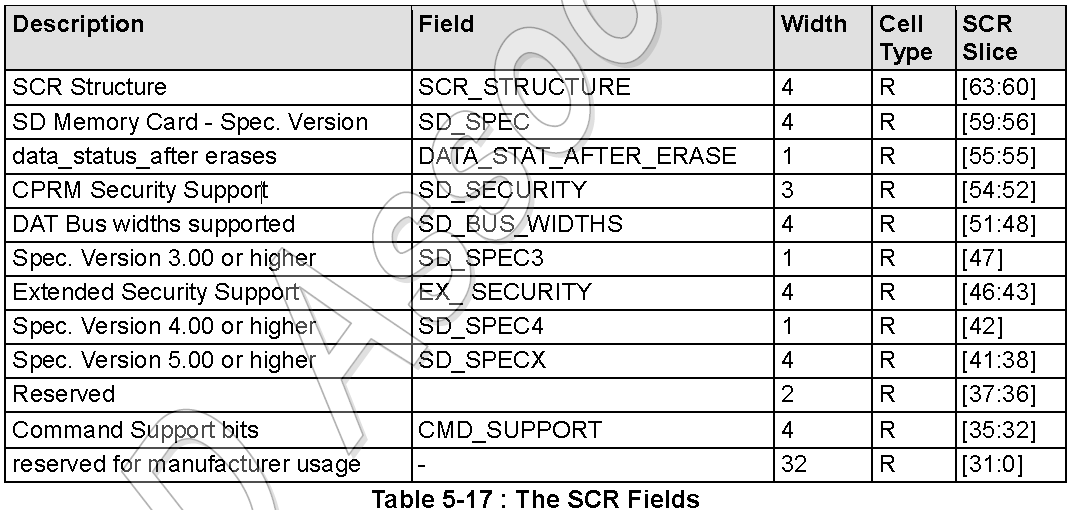 Description Field Width Cell Type SCR Slice
SCR Structure SCR_STRUCTURE 4 R [63:60]
SD Memory Card - Spec. Version SD_SPEC 4 R [59:56]
data_status_after erases DATA_STAT_AFTER_ERASE 1 R [55:55]
CPRM Security Support SD_SECURITY 3 R [54:52]
DAT Bus widths supported SD_BUS_WIDTHS 4 R [51:48]
Spec. Version 3.00 or higher SD_SPEC3 1 R [47]
Extended Security Support EX_ SECURITY 4 R [46:43]
Spec. Version 4.00 or higher SD_SPEC4 1 R [42]
Spec. Version 5.00 or higher SD_SPECX 4 R [41:38]
Reserved 2 R [37:36]
Command Support bits CMD_SUPPORT 4 R [35:32]
reserved for manufacturer usage - 32 R [31:0]
Table 5-17 : The SCR Fields